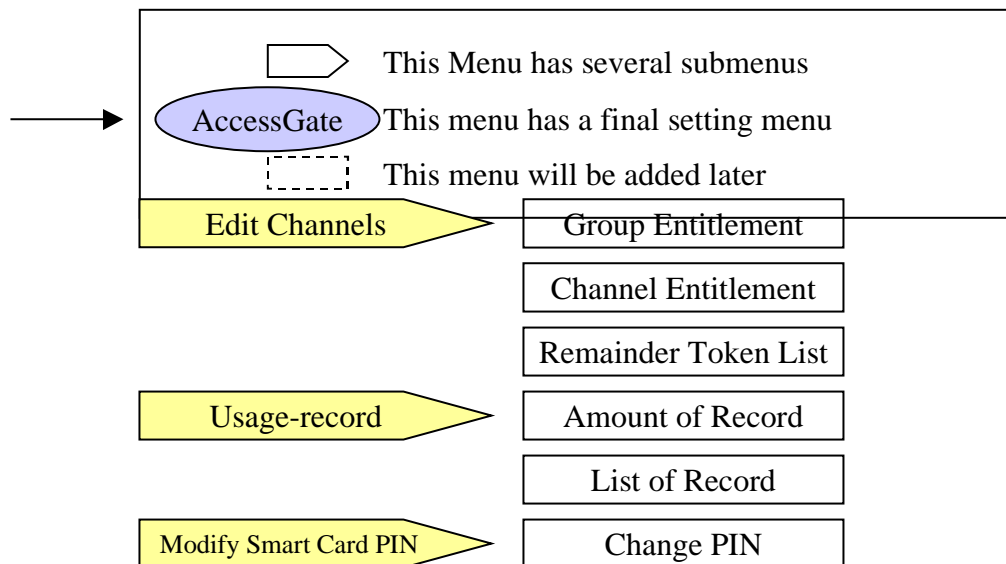 This Menu has several submenus
AccessGate This menu has a final setting menu
This menu will be added later
Edit Channels Group Entitlement
Channel Entitlement
Remainder Token List
Usage-record Amount of Record
List of Record
Modify Smart Card PIN Change PIN